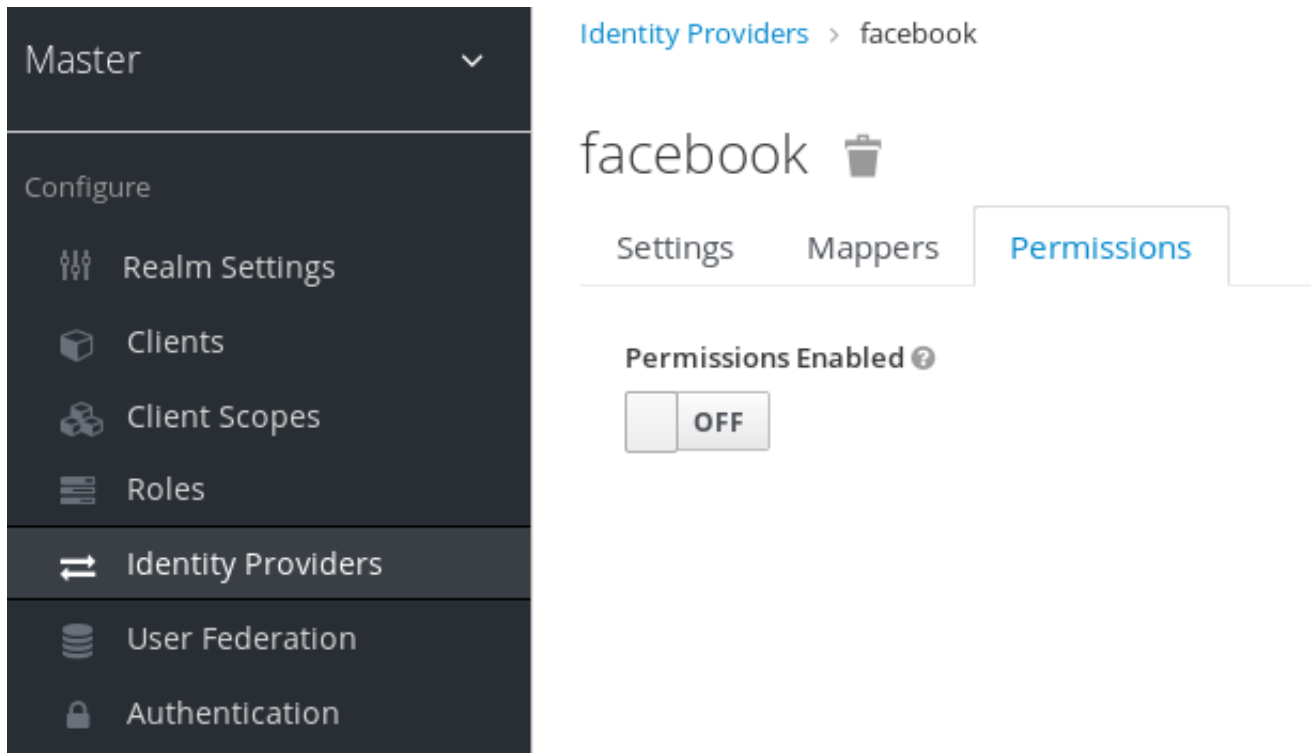 Master
Configure
Realm Settings
Clients
Client Scopes
Roles
Identity Providers
User Federation
Authentication
Identity Providers > facebook
facebook
Settings Mappers Permissions
Permissions Enabled
OFF